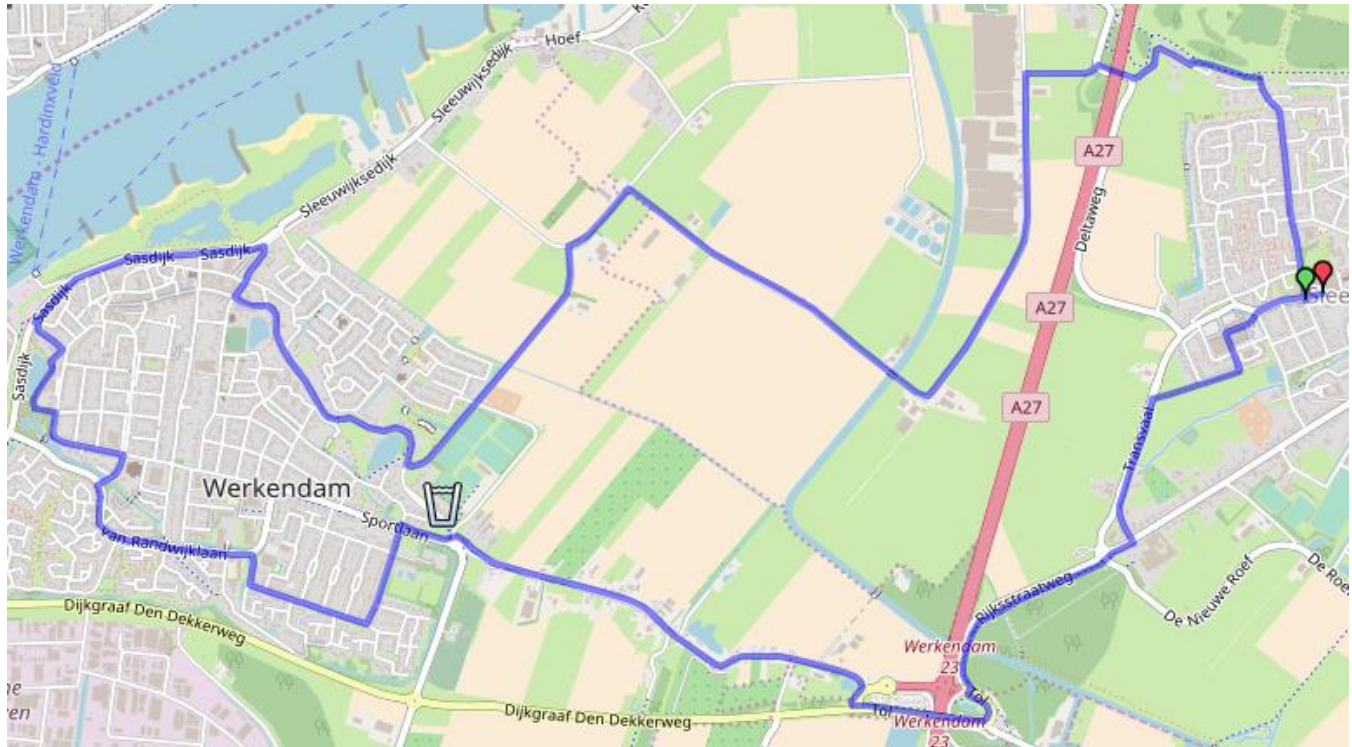 Hoef
Sleeuwijksedijk
Werkendam - Hardinxveld
A27
Sleeuwijksedijk
Deltaweg
Sasdijk
Sasdijk
Sasdijk
A27
Slee
Sasdijk
A27
Transvaal
Werkendam
Sportlaan
van Randwijklaan
De Roef
De Nieuwe Roef
Rijksstraatweg
Dijkgraaf Den Dekkerweg
Werkendam
23
Tol
Dijkgraaf Den Dekkerweg
Tol
Werkendam
23